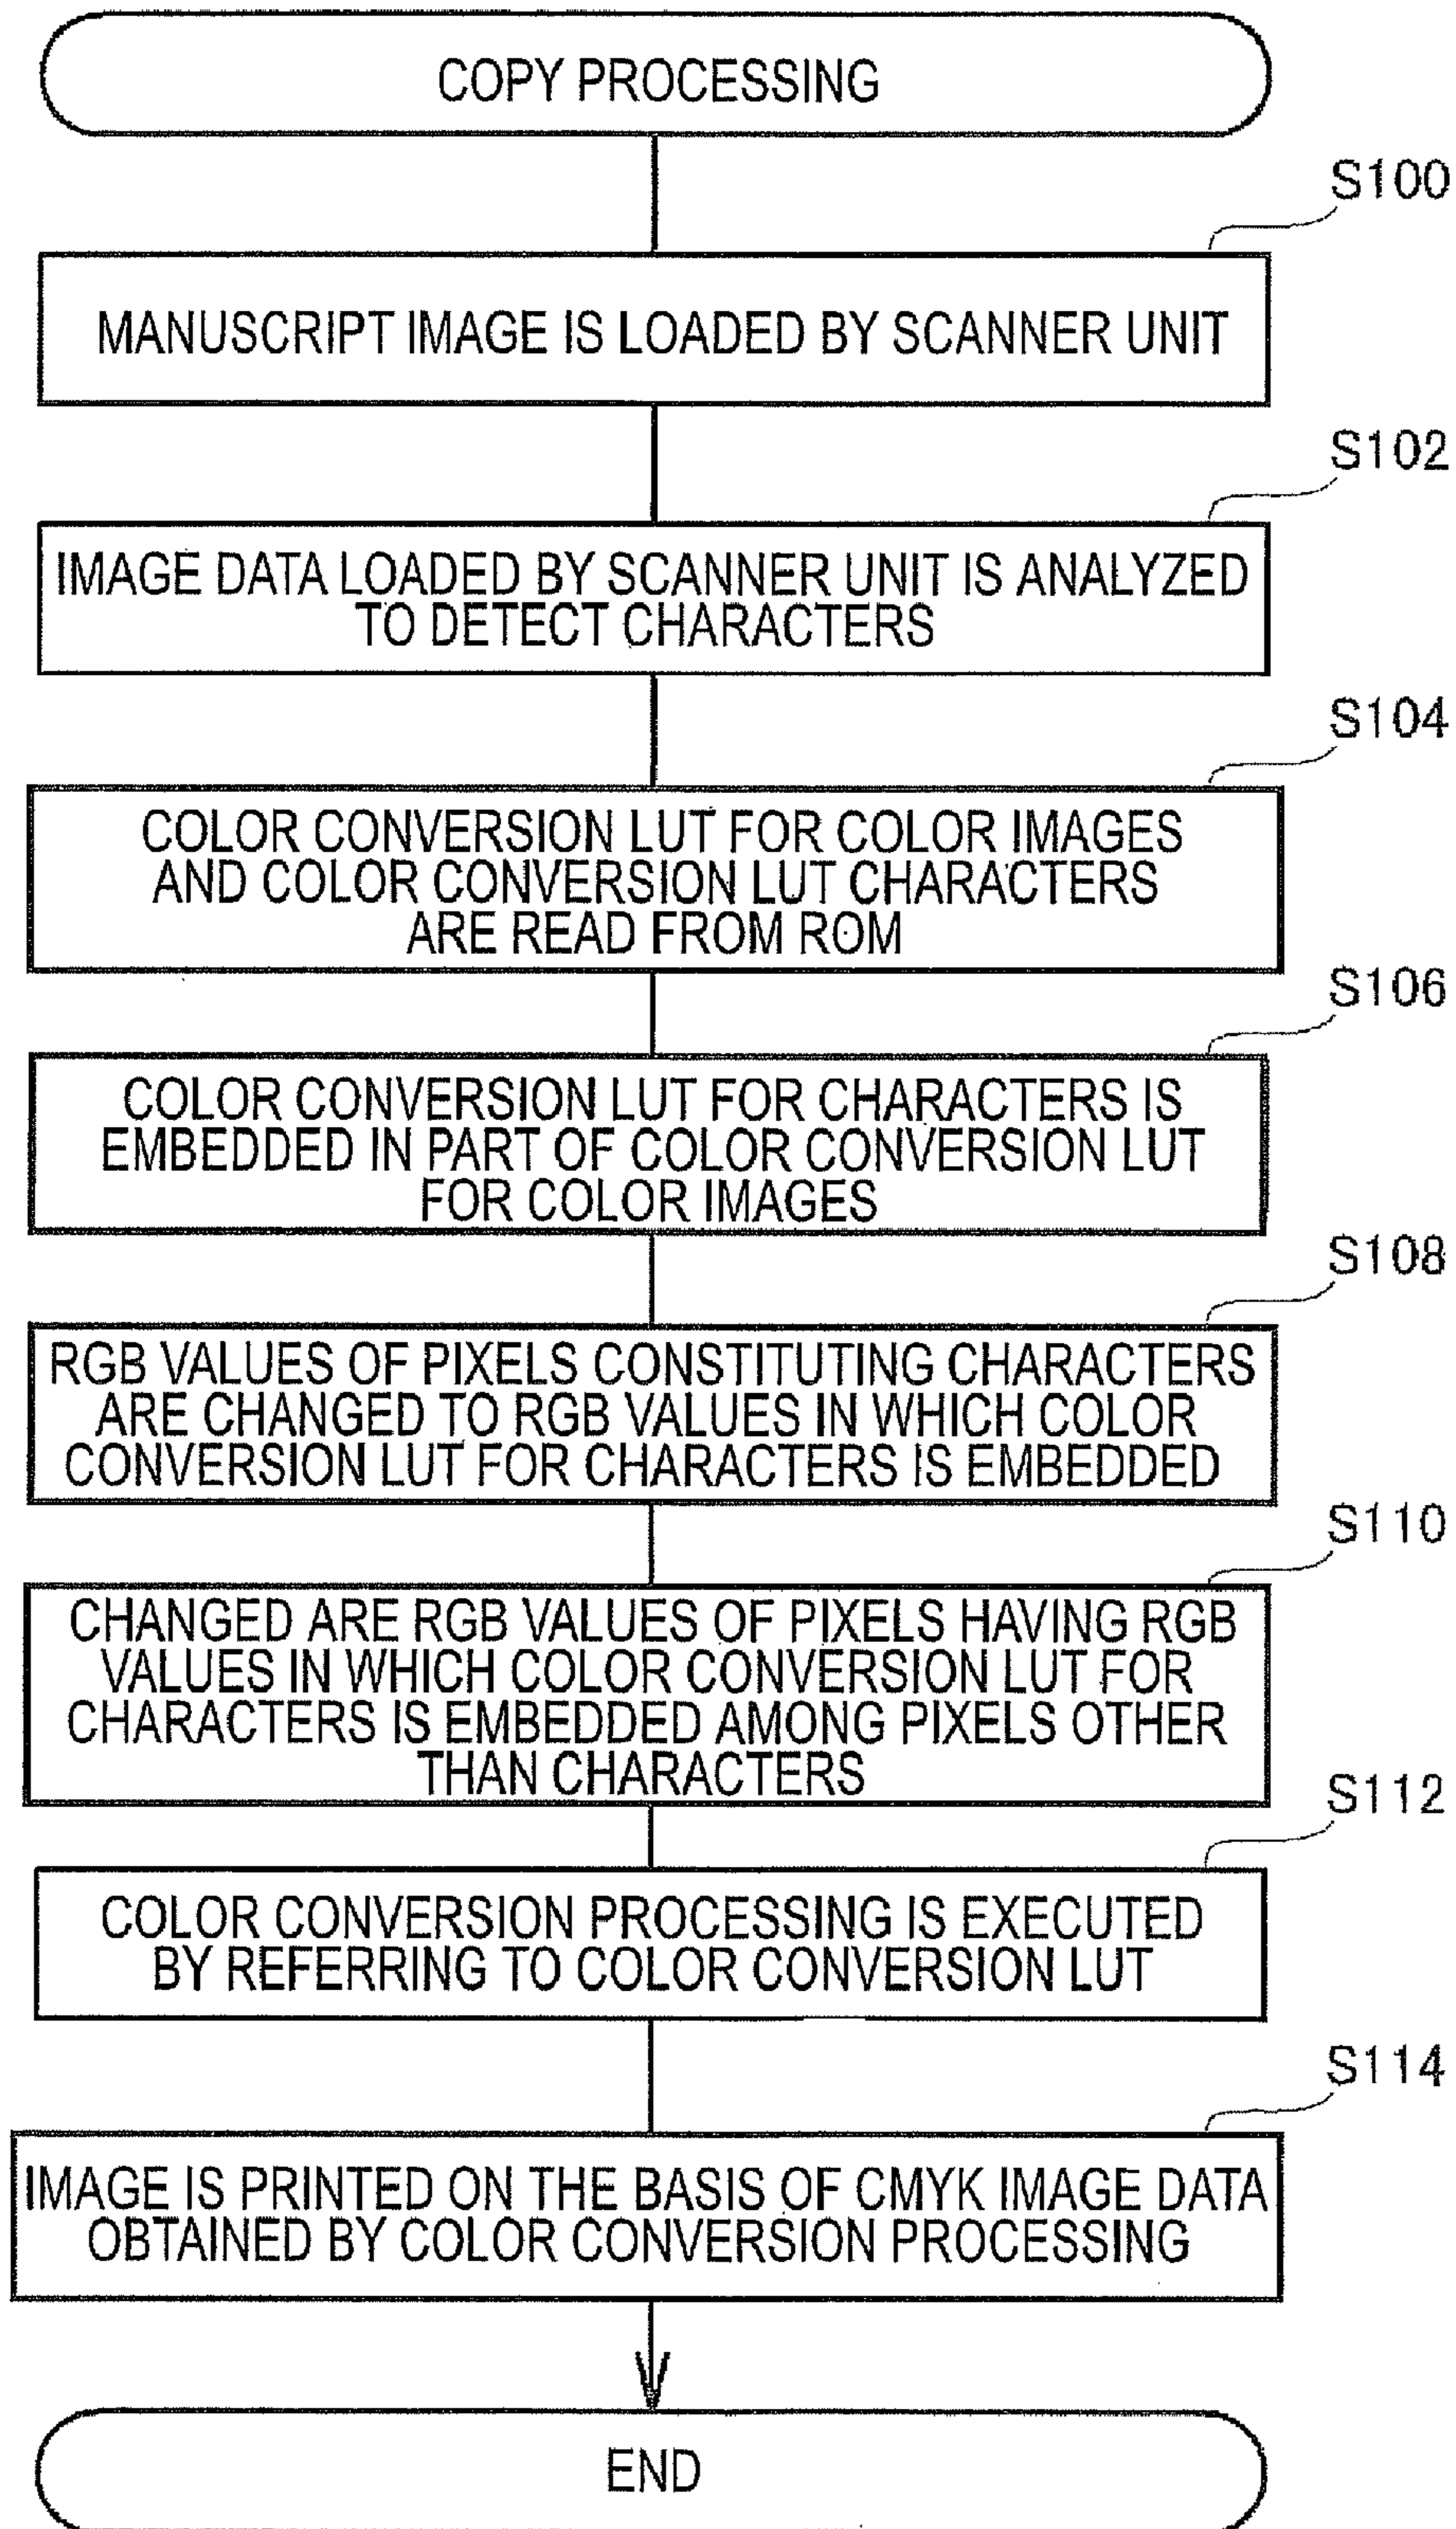 COPY PROCESSING
S100
MANUSCRIPT IMAGE IS LOADED BY SCANNER UNIT
S102
IMAGE DATA LOADED BY SCANNER UNIT IS ANALYZED
TO DETECT CHARACTERS
S104
COLOR CONVERSION LUT FOR COLOR IMAGES
AND COLOR CONVERSION LUT CHARACTERS
ARE READ FROM ROM
S106
COLOR CONVERSION LUT FOR CHARACTERS IS
EMBEDDED IN PART OF COLOR CONVERSION LUT
FOR COLOR IMAGES
S108
RGB VALUES OF PIXELS CONSTITUTING CHARACTERS
ARE CHANGED TO RGB VALUES IN WHICH COLOR
CONVERSION LUT FOR CHARACTERS IS EMBEDDED
S110
CHANGED ARE RGB VALUES OF PIXELS HAVING RGB
VALUES IN WHICH COLOR CONVERSION LUT FOR
CHARACTERS IS EMBEDDED AMONG PIXELS OTHER
THAN CHARACTERS
S112
COLOR CONVERSION PROCESSING IS EXECUTED
BY REFERRING TO COLOR CONVERSION LUT
S114
IMAGE IS PRINTED ON THE BASIS OF CMYK IMAGE DATA
OBTAINED BY COLOR CONVERSION PROCESSING
END